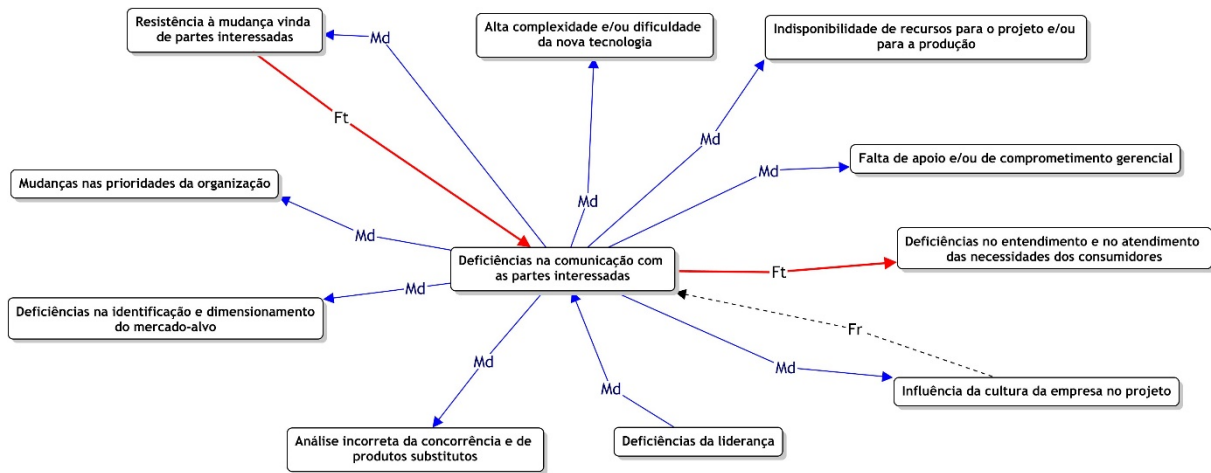 Resistência à mudança vinda
de partes interessadas
Md
Alta complexidade e/ou dificuldade
da nova tecnologia
Indisponibilidade de recursos para o projeto e/ou
para a produção
Ft
Md
Falta de apoio e/ou de comprometimento gerencial
Md
Mudanças nas prioridades da organização
Md
Md
Deficiências na comunicação com
as partes interessadas
Ft
Deficiências no entendimento e no atendimento
das necessidades dos consumidores
Deficiências na identificação e dimensionamento
do mercado-alvo
Md
Fr
Md
Md
Md
Influência da cultura da empresa no projeto
Análise incorreta da concorrência e de
produtos substitutos
Deficiências da liderança